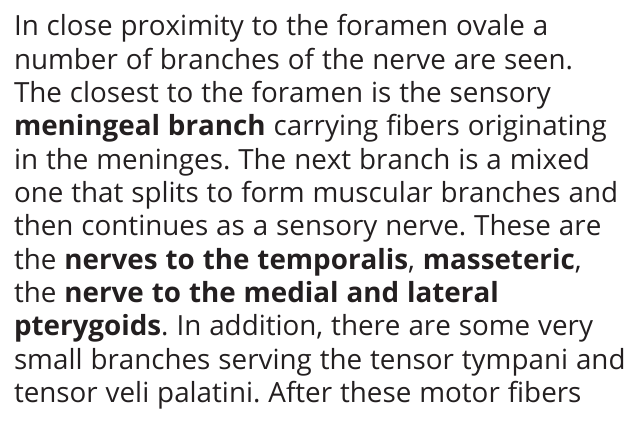 In close proximity to the foramen ovale a
number of branches of the nerve are seen.
The closest to the foramen is the sensory
meningeal branch carrying fibers originating
in the meninges. The next branch is a mixed
one that splits to form muscular branches and
then continues as a sensory nerve. These are
the nerves to the temporalis, masseteric,
the nerve to the medial and lateral
pterygoids. In addition, there are some very
small branches serving the tensor tympani and
tensor veli palatini. After these motor fibers